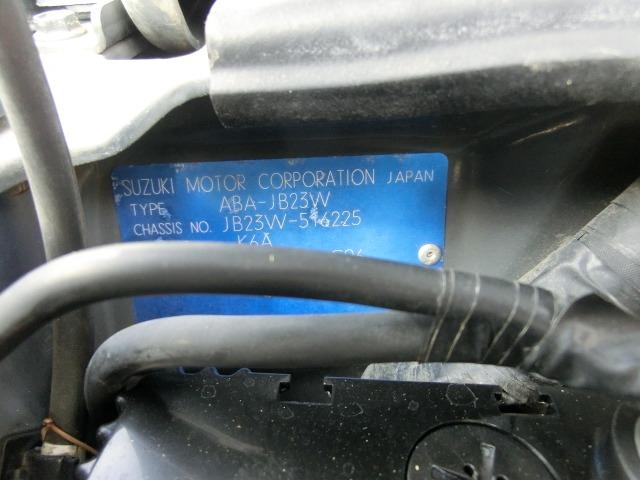 SUZUKI MOTOR CORPORATION JAPAN
TYPE ABA-JB23W
CHASSIS NO. JB23W-516225
K6A